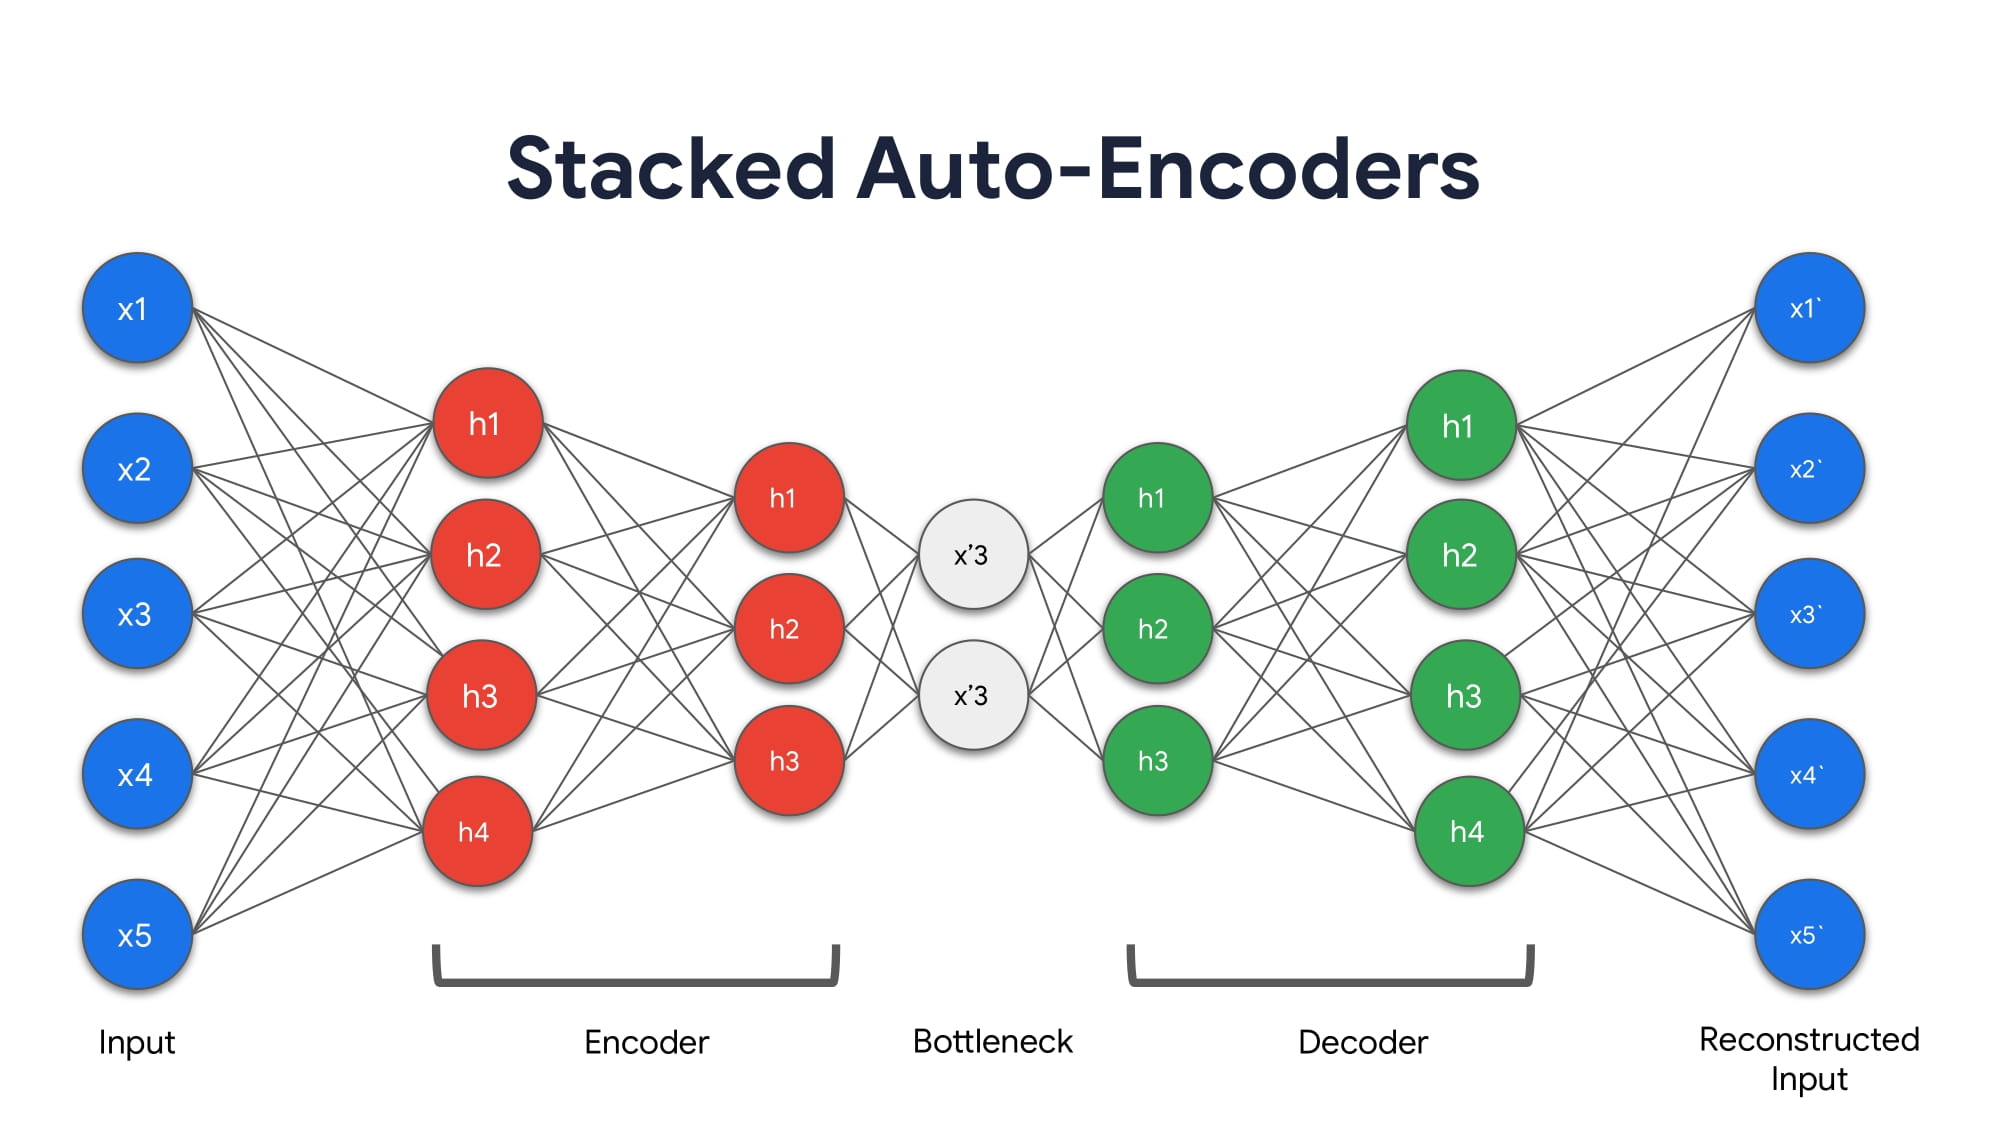 Stacked Auto-Encoders
x1
x2
x3
x4
x5
h1
h2
h3
h4
h1
h2
h3
x’3
x’3
h1
h2
h3
h1
h2
h3
h4
x1`
x2`
x3`
x4`
x5`
Input
Encoder
Bottleneck
Decoder
Reconstructed
Input